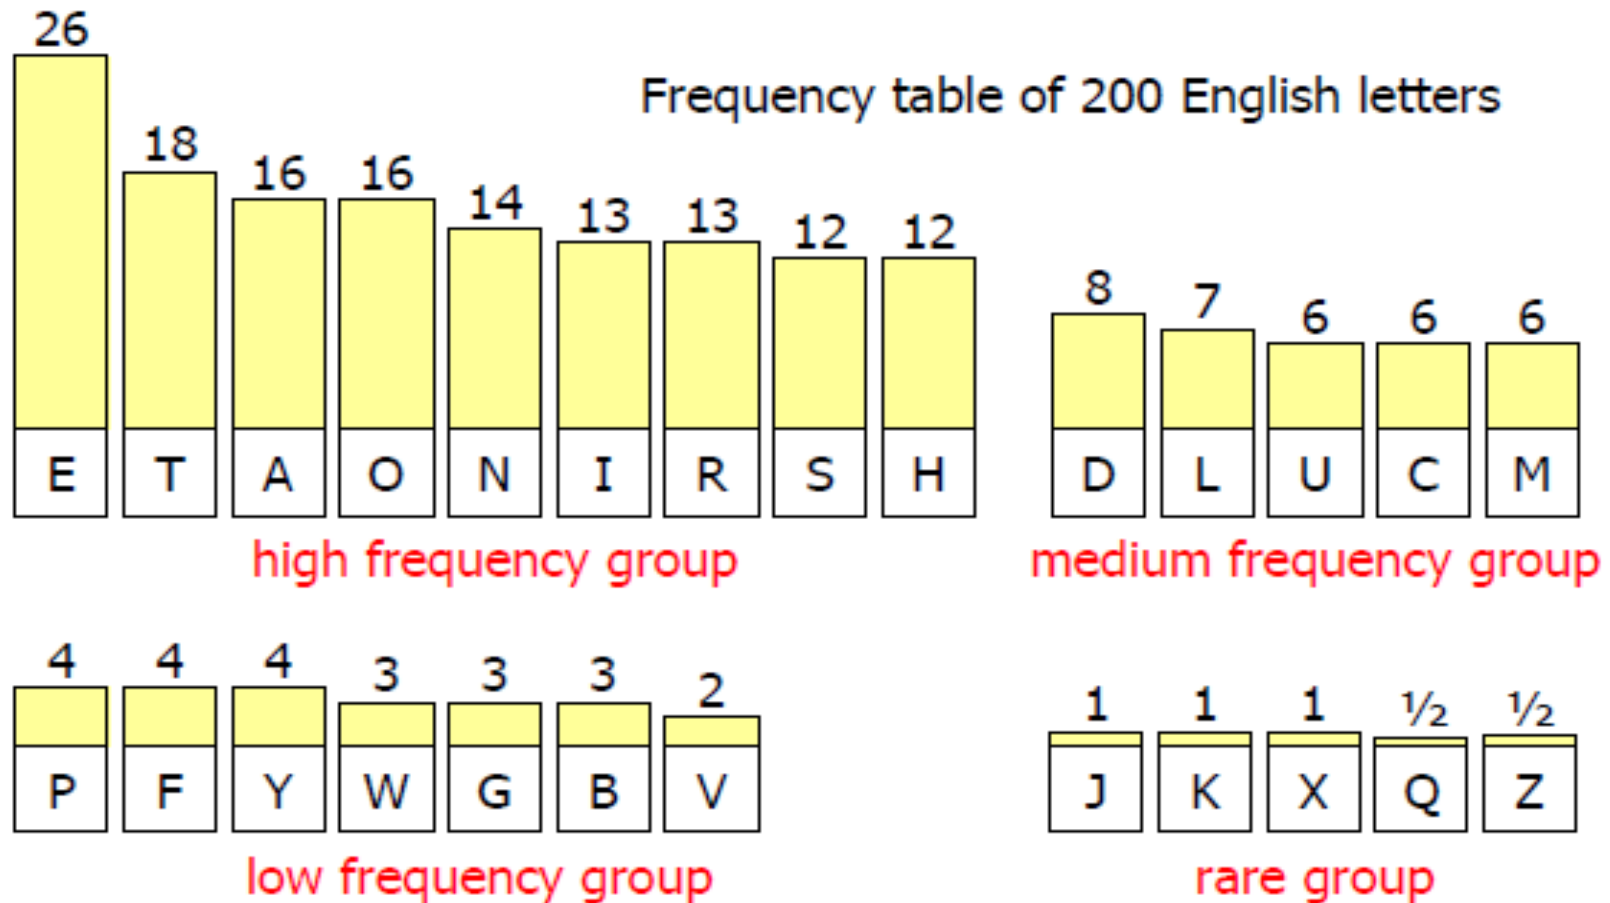 26
Frequency table of 200 English letters
18 16 16 14 13 13 12 12
8 7 6 6 6
E T A O N I R S H
D L U C M
high frequency group
medium frequency group
4 4 4 3 3 3 2
1 1 1 ½ ½
P F Y W G B V
J K X Q Z
low frequency group
rare group